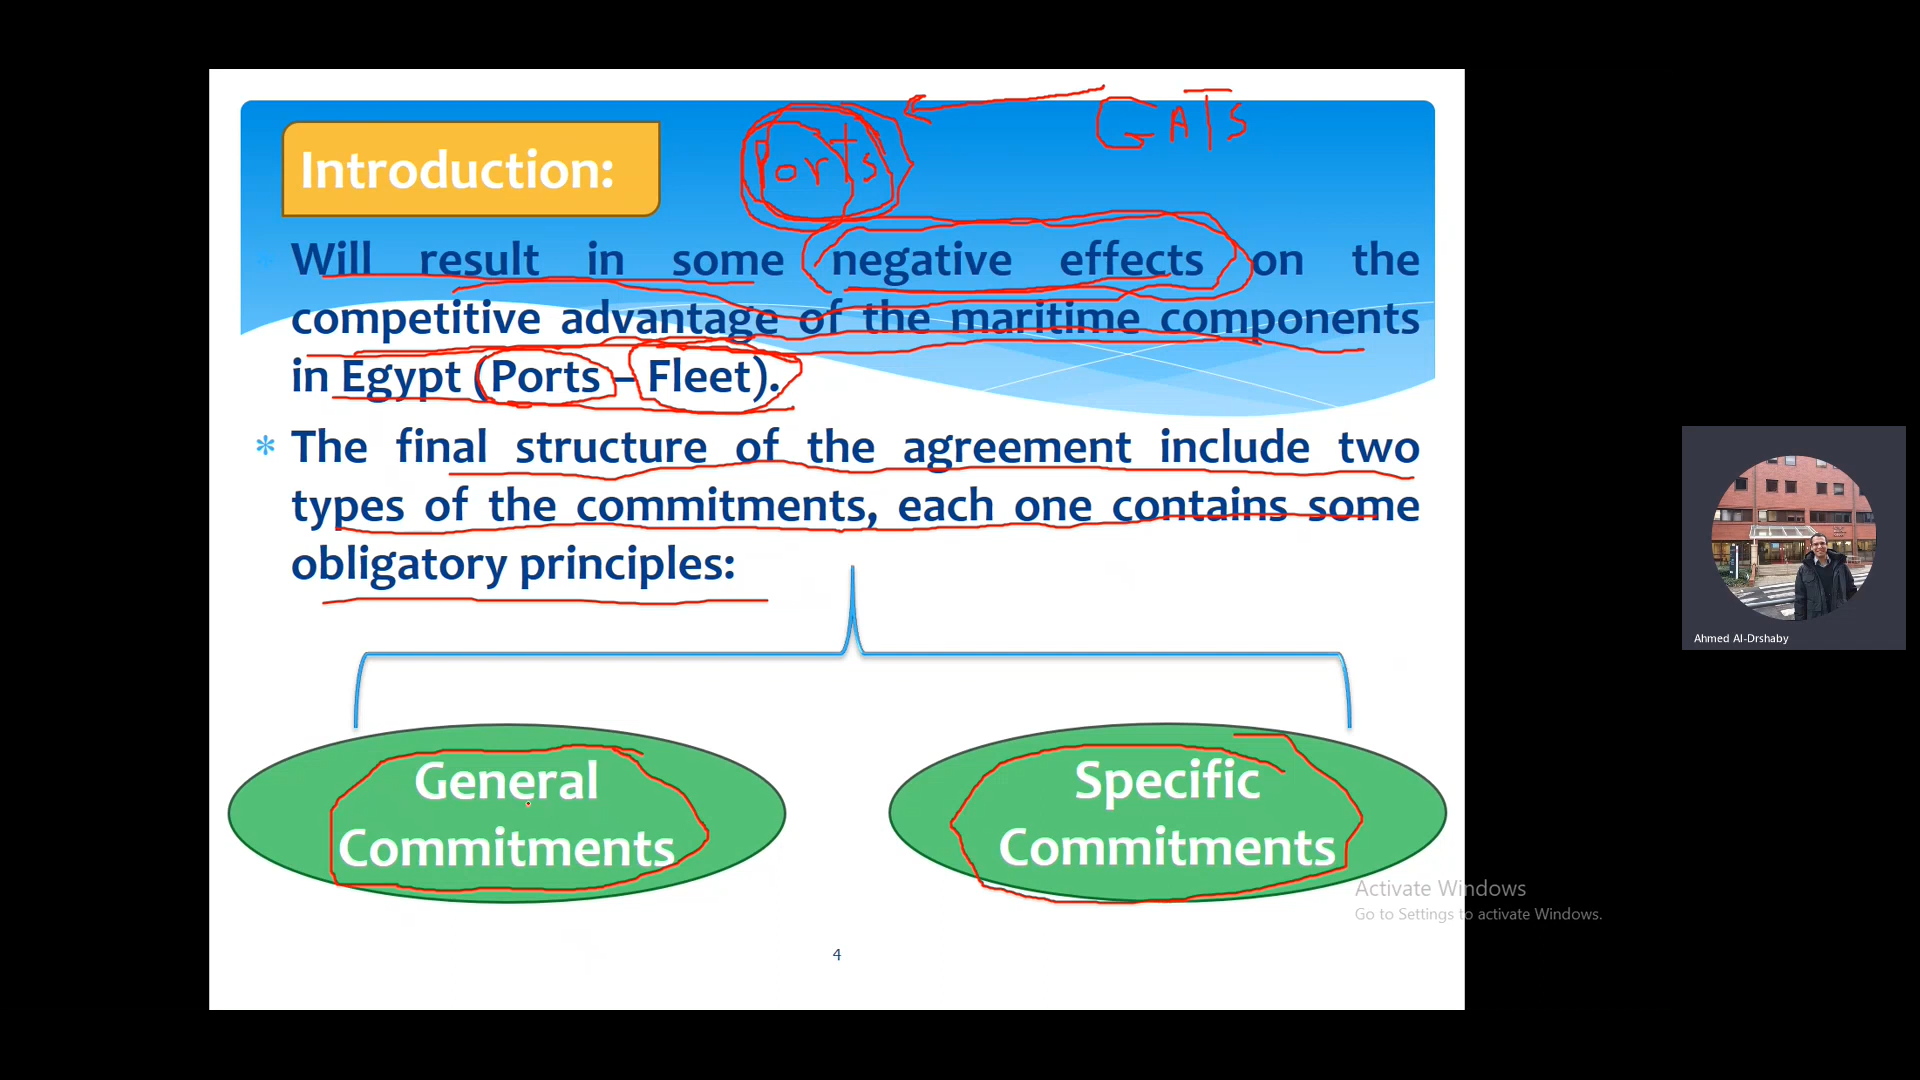 GATS
Ports
Introduction:
Will result in some negative effects on the
competitive advantage of the maritime components
in Egypt (Ports – Fleet).
* The final structure of the agreement include two
types of the commitments, each one contains some
obligatory principles:
General
Commitments
Specific
Commitments
4
Activate Windows
Go to Settings to activate Windows.
Ahmed Al-Drshaby